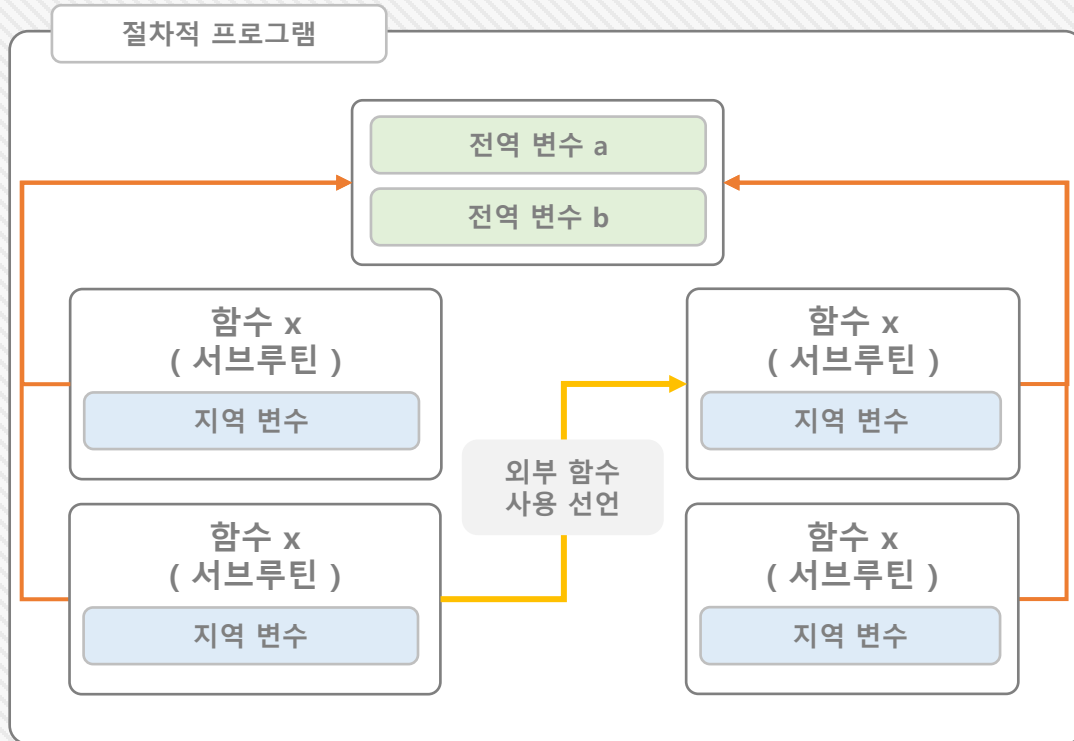 절차적 프로그램
전역 변수 a
전역 변수 b
함수 x
( 서브루틴 )
지역 변수
함수 x
( 서브루틴 )
지역 변수
외부 함수
사용 선언
함수 x
( 서브루틴 )
지역 변수
함수 x
( 서브루틴 )
지역 변수